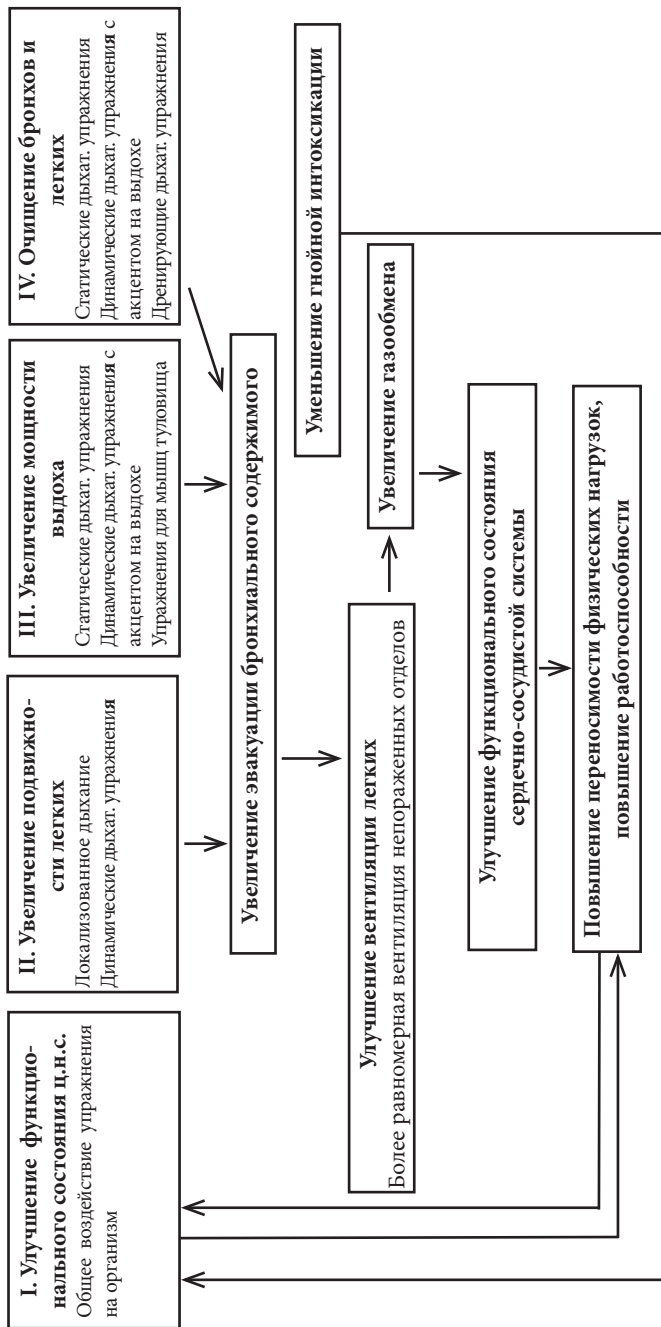 I. Улучшение функцио-
нального состояния ц.н.с.
Общее воздействие упражнения
на организм
II. Увеличение подвижно-
сти легких
Локализованное дыхание
Динамические дыхат. упражнения
III. Увеличение мощности
выдоха
Статические дыхат. упражнения
Динамические дыхат. упражнения с
акцентом на выдохе
Упражнения для мышц туловища
IV. Очищение бронхов и
легких
Статические дыхат. упражнения
Динамические дыхат. упражнения с
акцентом на выдохе
Дренирующие дыхат. упражнения
Увеличение эвакуации бронхиального содержимого
Уменьшение гнойной интоксикации
Улучшение вентиляции легких
Более равномерная вентиляция непораженных отделов
Увеличение газообмена
Улучшение функционального состояния
сердечно-сосудистой системы
Повышение переносимости физических нагрузок,
повышение работоспособности